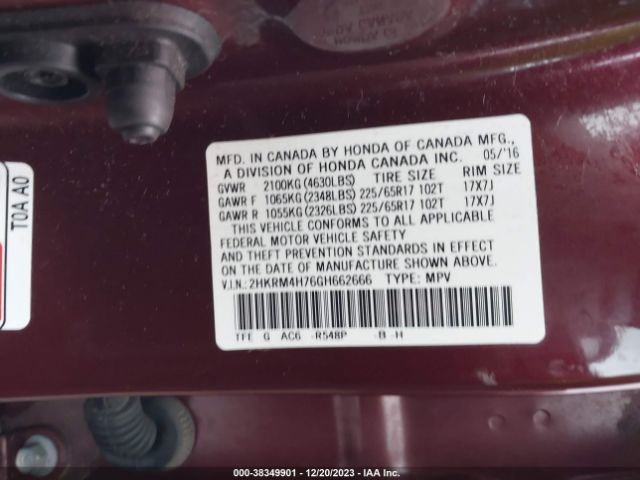 MFD. IN CANADA BY HONDA OF CANADA MFG.,
A DIVISION OF HONDA CANADA INC. 05/'16
GVWR 2100KG (4630LBS) TIRE SIZE RIM SIZE
GAWR F 1065KG (2348LBS) 225/65R17 102T 17X7J
GAWR R 1055KG (2326LBS) 225/65R17 102T 17X7J
THIS VEHICLE CONFORMS TO ALL APPLICABLE
FEDERAL MOTOR VEHICLE SAFETY
AND THEFT PREVENTION STANDARDS IN EFFECT
ON THE DATE OF MANUFACTURE SHOWN ABOVE.
V.I.N.: 2HKRM4H76GH662666 TYPE: MPV
TFE G AC6 -R548P -B -H
T0A A0
000-38349901 - 12/20/2023 - IAA Inc.